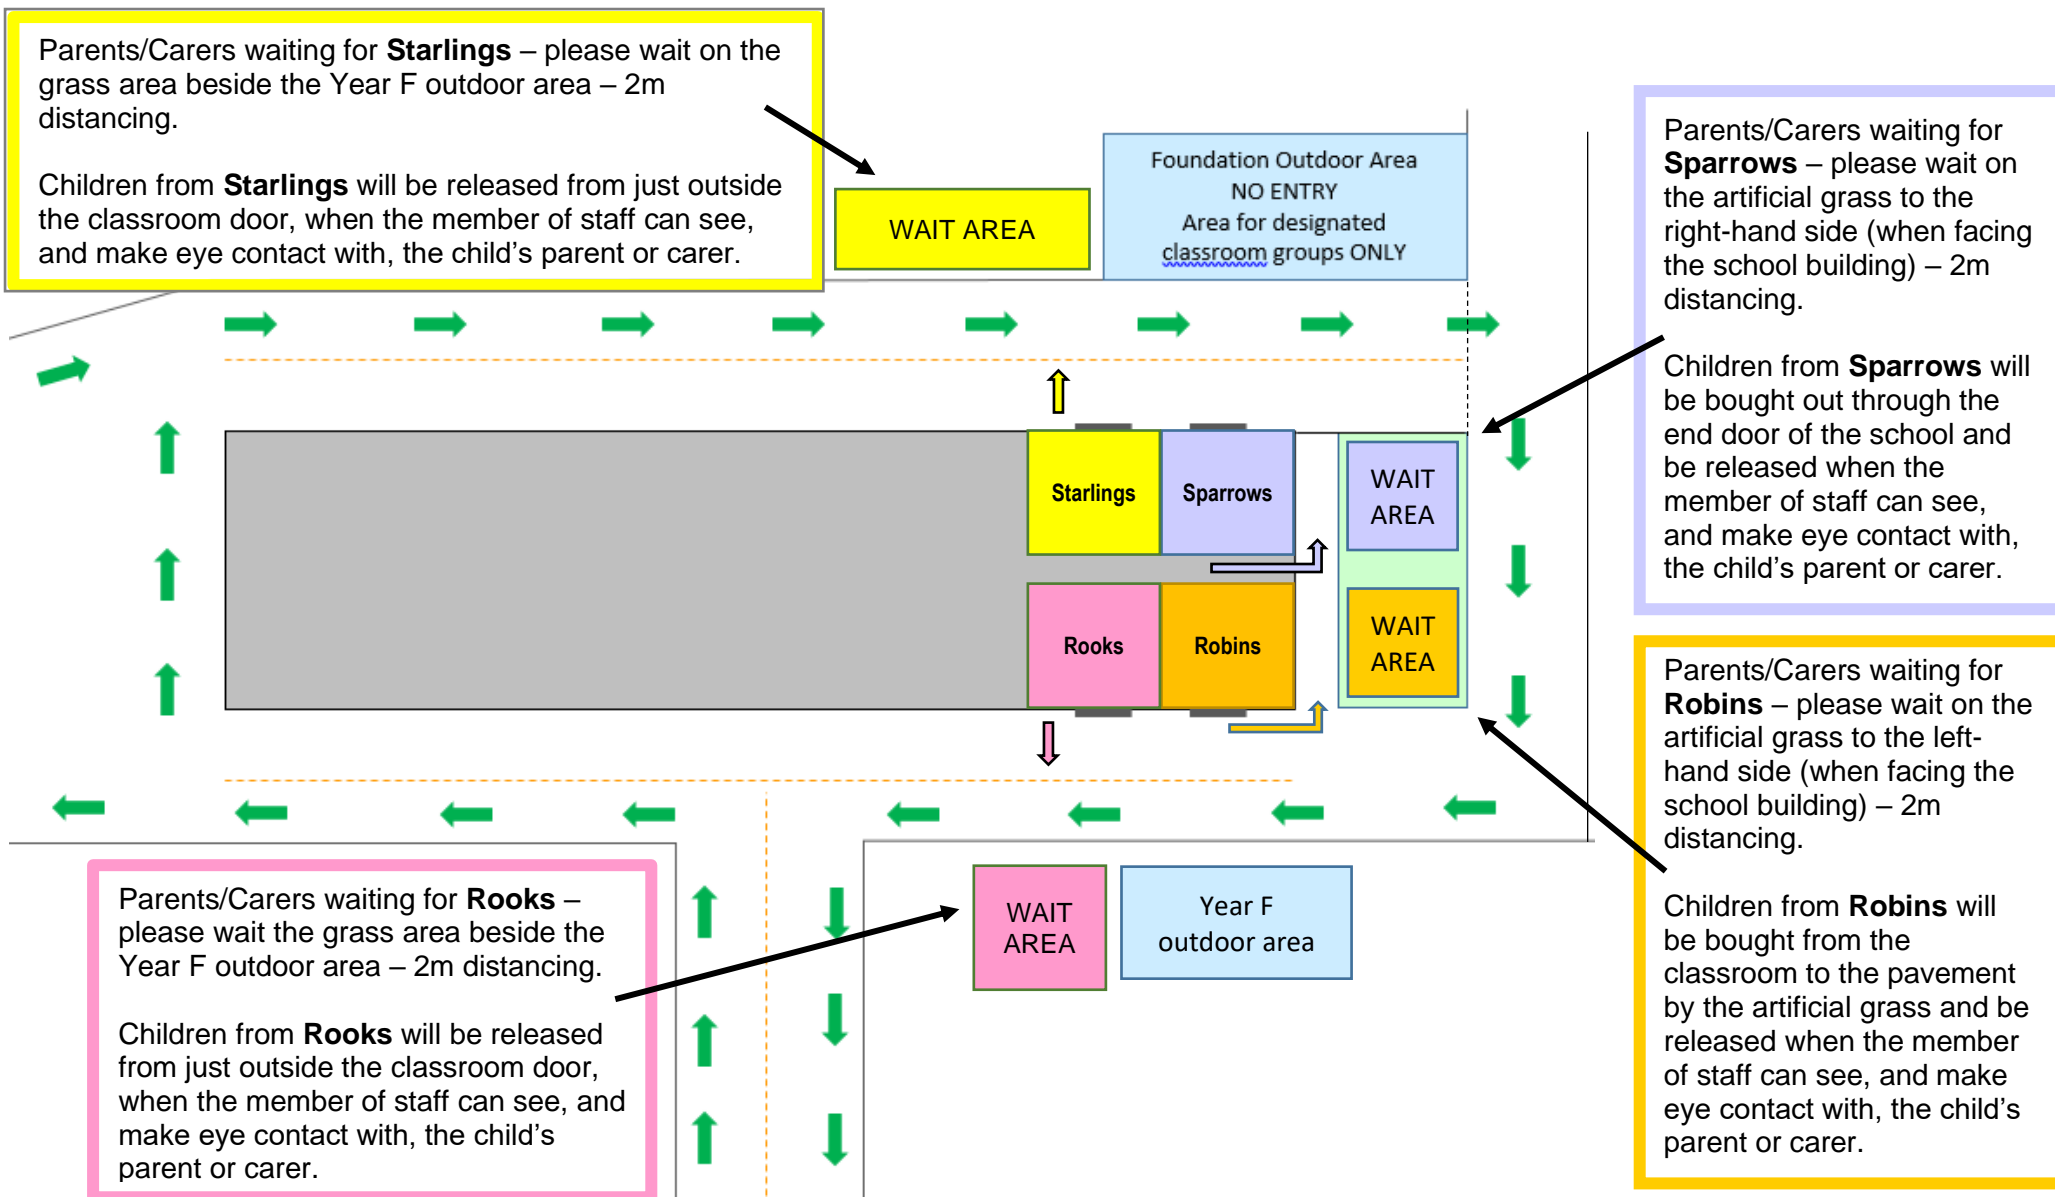 Parents/Carers waiting for Starlings – please wait on the
grass area beside the Year F outdoor area – 2m
distancing.
Children from Starlings will be released from just outside
the classroom door, when the member of staff can see,
and make eye contact with, the child's parent or carer.
WAIT AREA
Foundation Outdoor Area
NO ENTRY
Area for designated
classroom groups ONLY
Parents/Carers waiting for
Sparrows – please wait on
the artificial grass to the
right-hand side (when facing
the school building) – 2m
distancing.
Children from Sparrows will
be bought out through the
end door of the school and
be released when the
member of staff can see,
and make eye contact with,
the child's parent or carer.
Starlings
Sparrows
WAIT
AREA
Rooks
Robins
WAIT
AREA
Parents/Carers waiting for
Robins – please wait on the
artificial grass to the left-
hand side (when facing the
school building) – 2m
distancing.
Children from Robins will
be bought from the
classroom to the pavement
by the artificial grass and be
released when the member
of staff can see, and make
eye contact with, the child's
parent or carer.
Parents/Carers waiting for Rooks –
please wait the grass area beside the
Year F outdoor area – 2m distancing.
Children from Rooks will be released
from just outside the classroom door,
when the member of staff can see, and
make eye contact with, the child's
parent or carer.
WAIT
AREA
Year F
outdoor area